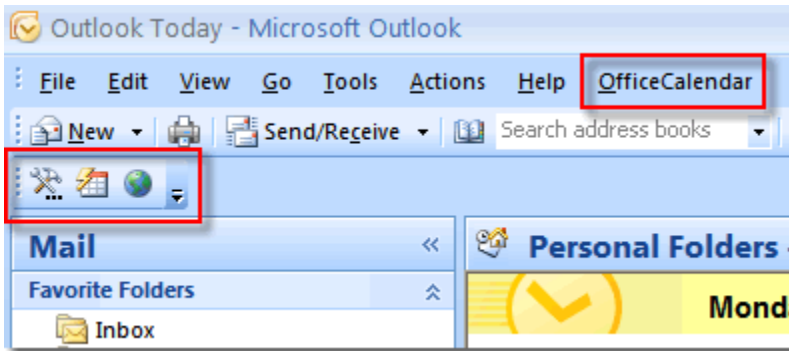 Outlook Today - Microsoft Outlook
File Edit View Go Tools Actions Help OfficeCalendar
New Send/Receive Search address books
Mail Personal Folders -
Favorite Folders
Inbox